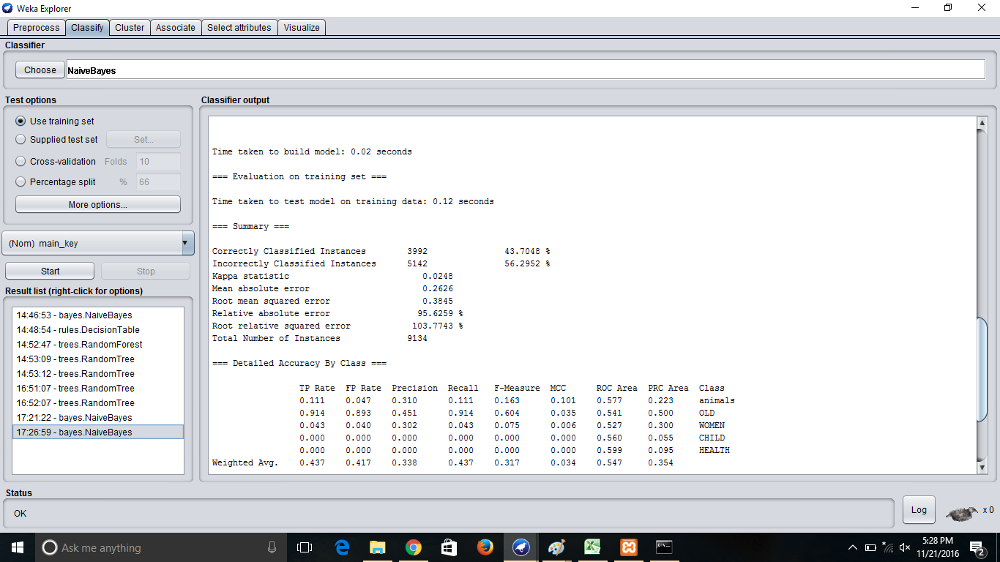 Weka Explorer
Preprocess Classify Cluster Associate Select attributes Visualize
Classifier
Choose NaiveBayes
Test options
Use training set
Supplied test set Set...
Cross-validation Folds 10
Percentage split % 66
More options...
(Nom) main_key
Start Stop
Result list (right-click for options)
14:46:53 - bayes.NaiveBayes
14:48:54 - rules.DecisionTable
14:52:47 - trees.RandomForest
14:53:09 - trees.RandomTree
14:53:12 - trees.RandomTree
16:51:07 - trees.RandomTree
16:52:07 - trees.RandomTree
17:21:22 - bayes.NaiveBayes
17:26:59 - bayes.NaiveBayes
Classifier output
Time taken to build model: 0.02 seconds
=== Evaluation on training set ===
Time taken to test model on training data: 0.12 seconds
=== Summary ===
Correctly Classified Instances 3992 43.7048 %
Incorrectly Classified Instances 5142 56.2952 %
Kappa statistic 0.0248
Mean absolute error 0.2626
Root mean squared error 0.3845
Relative absolute error 95.6259 %
Root relative squared error 103.7743 %
Total Number of Instances 9134
=== Detailed Accuracy By Class ===
TP Rate FP Rate Precision Recall F-Measure MCC ROC Area PRC Area Class
0.111 0.047 0.310 0.111 0.163 0.101 0.577 0.223 animals
0.914 0.893 0.451 0.914 0.604 0.035 0.541 0.500 OLD
0.043 0.040 0.302 0.043 0.075 0.006 0.527 0.300 WOMEN
0.000 0.000 0.000 0.000 0.000 0.000 0.560 0.055 CHILD
0.000 0.000 0.000 0.000 0.000 0.000 0.599 0.095 HEALTH
Weighted Avg. 0.437 0.417 0.338 0.437 0.317 0.034 0.547 0.354
Status
OK
Log x 0
Ask me anything
5:28 PM
11/21/2016
2